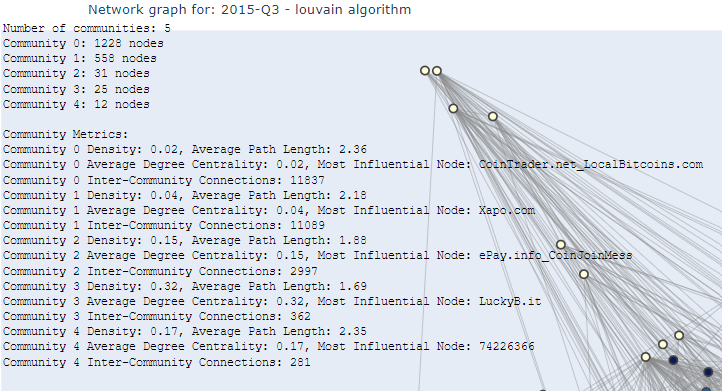 Network graph for: 2015-Q3 - louvain algorithm
Number of communities: 5
Community 0: 1228 nodes
Community 1: 558 nodes
Community 2: 31 nodes
Community 3: 25 nodes
Community 4: 12 nodes
Community Metrics:
Community 0 Density: 0.02, Average Path Length: 2.36
Community 0 Average Degree Centrality: 0.02, Most Influential Node: CoinTrader.net_LocalBitcoins.com
Community 0 Inter-Community Connections: 11837
Community 1 Density: 0.04, Average Path Length: 2.18
Community 1 Average Degree Centrality: 0.04, Most Influential Node: Xapo.com
Community 1 Inter-Community Connections: 11089
Community 2 Density: 0.15, Average Path Length: 1.88
Community 2 Average Degree Centrality: 0.15, Most Influential Node: ePay.info_CoinJoinMess
Community 2 Inter-Community Connections: 2997
Community 3 Density: 0.32, Average Path Length: 1.69
Community 3 Average Degree Centrality: 0.32, Most Influential Node: LuckyB.it
Community 3 Inter-Community Connections: 362
Community 4 Density: 0.17, Average Path Length: 2.35
Community 4 Average Degree Centrality: 0.17, Most Influential Node: 74226366
Community 4 Inter-Community Connections: 281